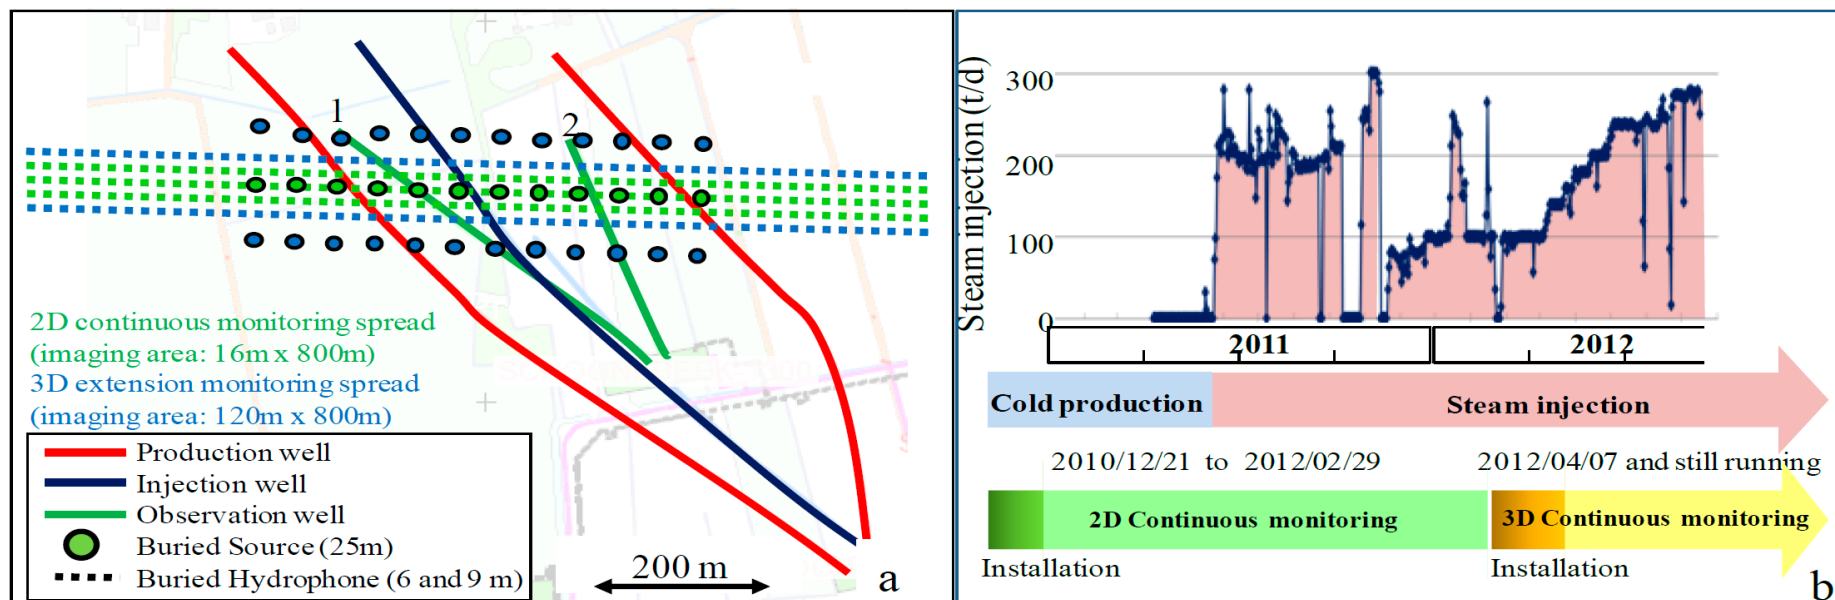 1
2
2D continuous monitoring spread
(imaging area: 16m x 800m)
3D extension monitoring spread
(imaging area: 120m x 800m)
Production well
Injection well
Observation well
Buried Source (25m)
Buried Hydrophone (6 and 9 m)
200 m
a
Steam injection (t/d)
300
200
100
0
2011
2012
Cold production
Steam injection
2010/12/21 to 2012/02/29
2012/04/07 and still running
2D Continuous monitoring
3D Continuous monitoring
Installation
Installation
b